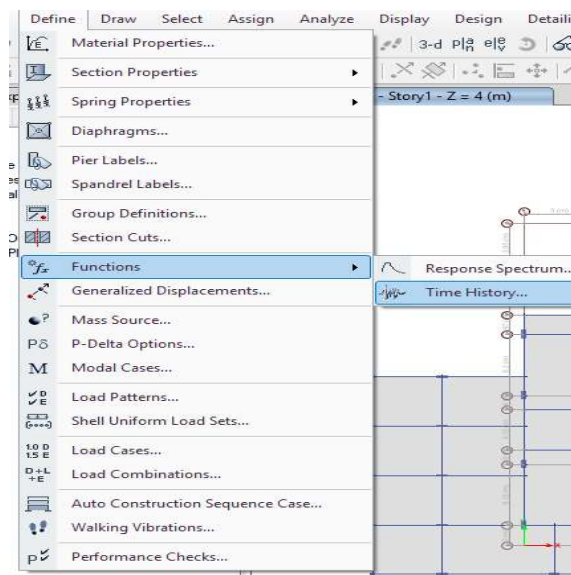 Define Draw Select Assign Analyze Display Design Detaili
Material Properties...
3-d
Section Properties
- Story1 - Z = 4 (m)
Spring Properties
Diaphragms...
Pier Labels...
Spandrel Labels...
Group Definitions...
Section Cuts...
Functions
Response Spectrum...
Generalized Displacements...
Time History...
Mass Source...
Pδ P-Delta Options...
M Modal Cases...
Load Patterns...
Shell Uniform Load Sets...
Load Cases...
D+L
+E
Load Combinations...
Auto Construction Sequence Case...
Walking Vibrations...
Performance Checks...